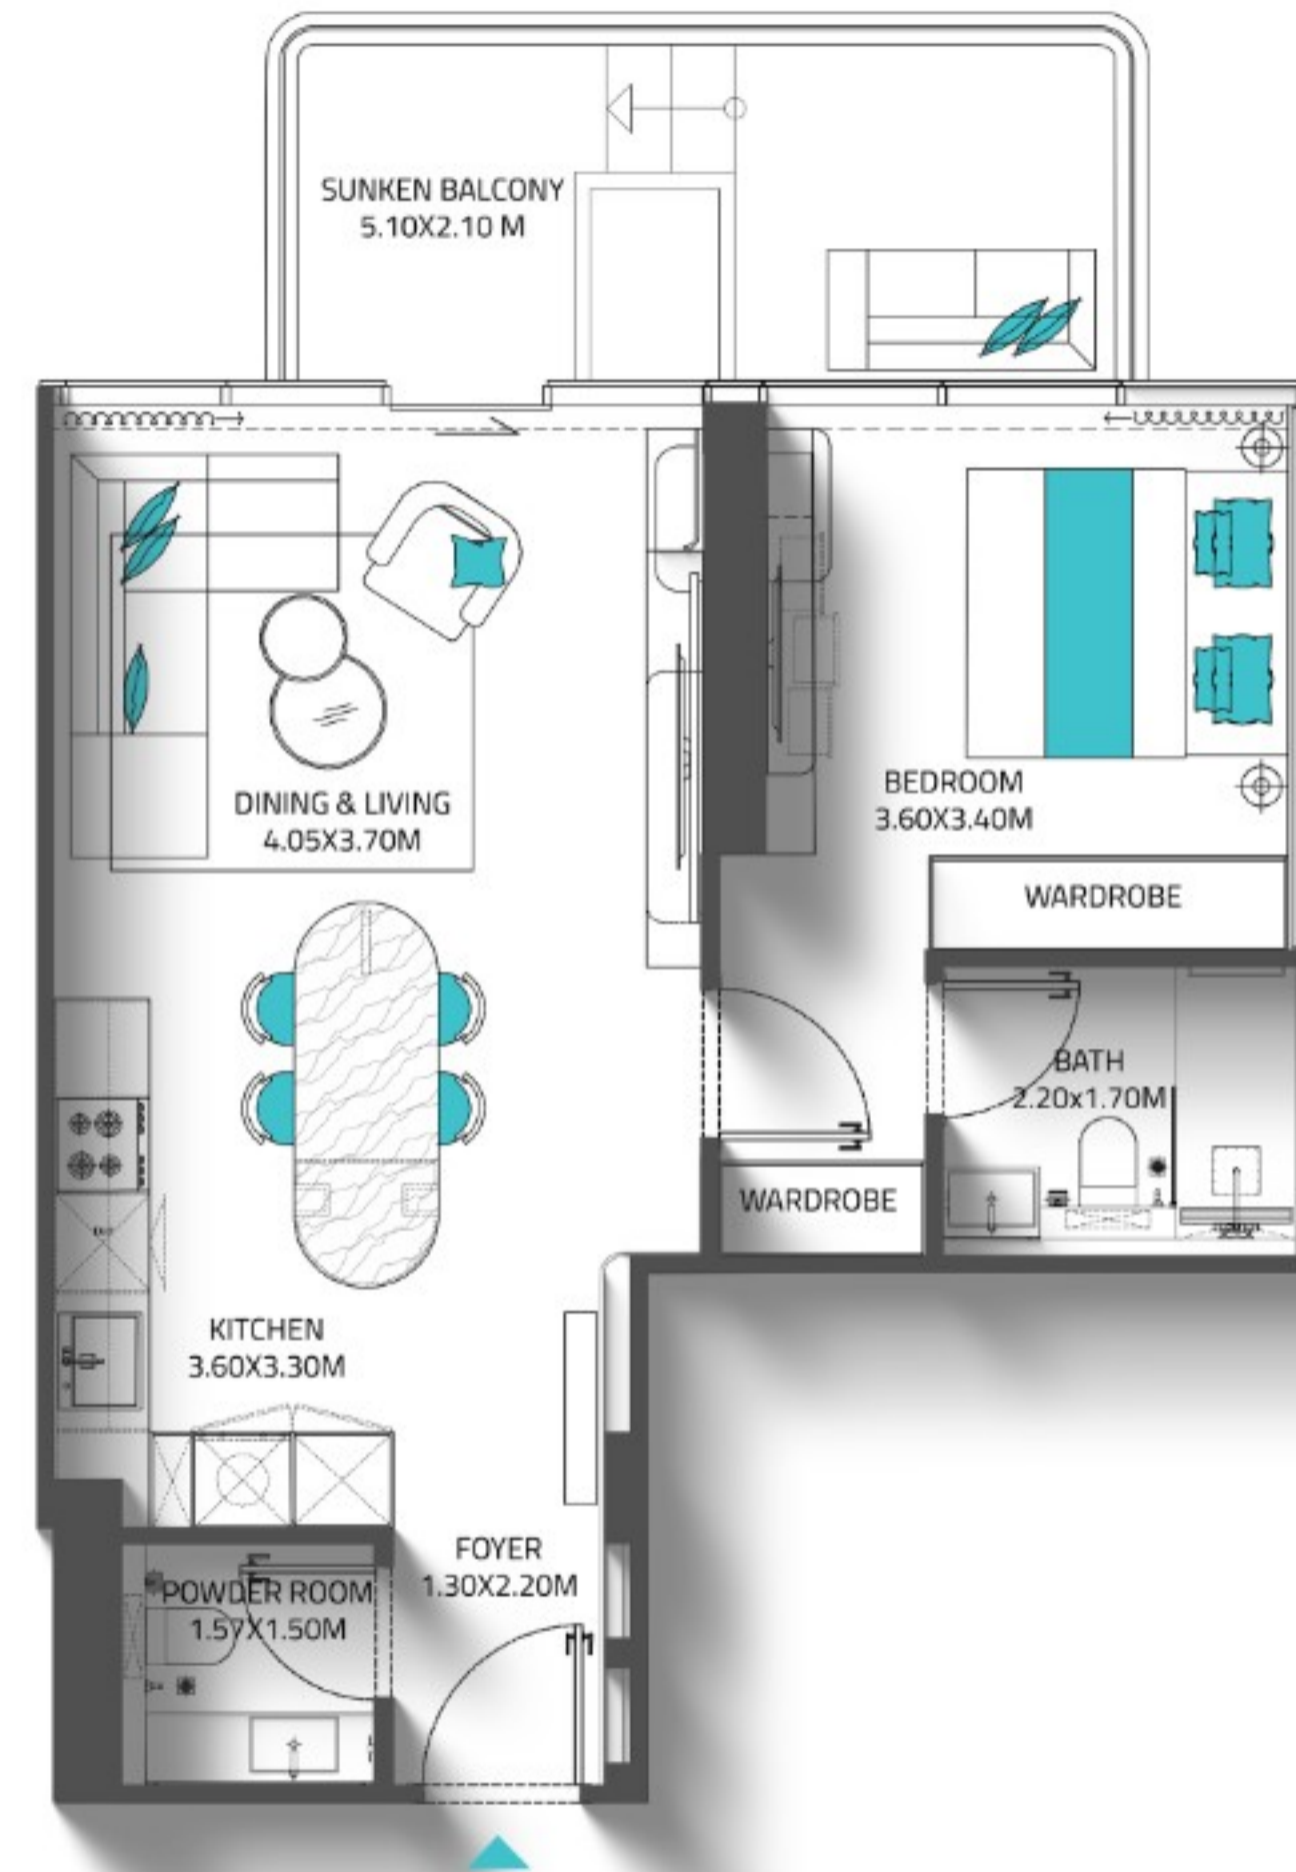 SUNKEN BALCONY
5.10X2.10 M
DINING & LIVING
4.05X3.70M
BEDROOM
3.60X3.40M
WARDROBE
BATH
2.20x1.70M
WARDROBE
KITCHEN
3.60X3.30M
FOYER
1.30X2.20M
POWDER ROOM
1.57X1.50M